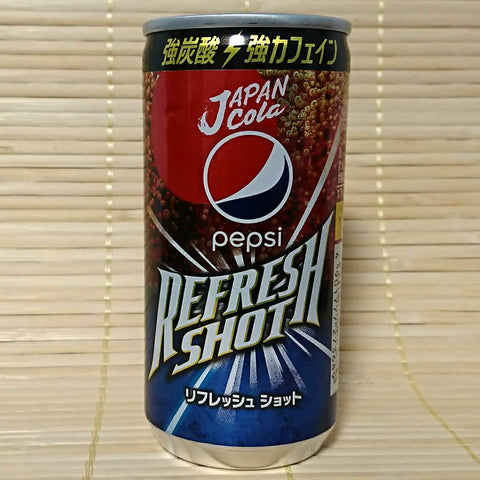 強炭酸⚡強カフェイン
JAPAN
Cola
pepsi
REFRESH
SHOT
リフレッシュ ショット